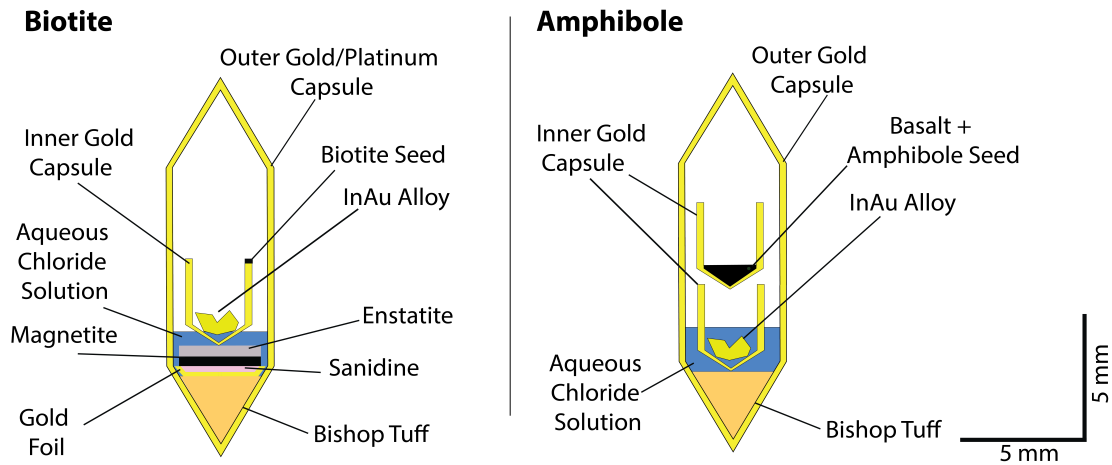 Biotite
Outer Gold/Platinum
Capsule
Inner Gold
Capsule
Biotite Seed
InAu Alloy
Aqueous
Chloride
Solution
Magnetite
Enstatite
Sanidine
Gold
Foil
Bishop Tuff
Amphibole
Outer Gold
Capsule
Inner Gold
Capsule
Basalt +
Amphibole Seed
InAu Alloy
Aqueous
Chloride
Solution
Bishop Tuff
5 mm
5 mm